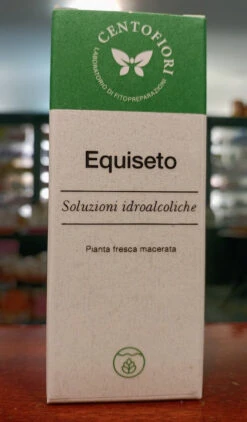 CENTOFIORI
LABORATORIO DI FITOPREPARAZIONI
Equiseto
Soluzioni idroalcoliche
Pianta fresca macerata